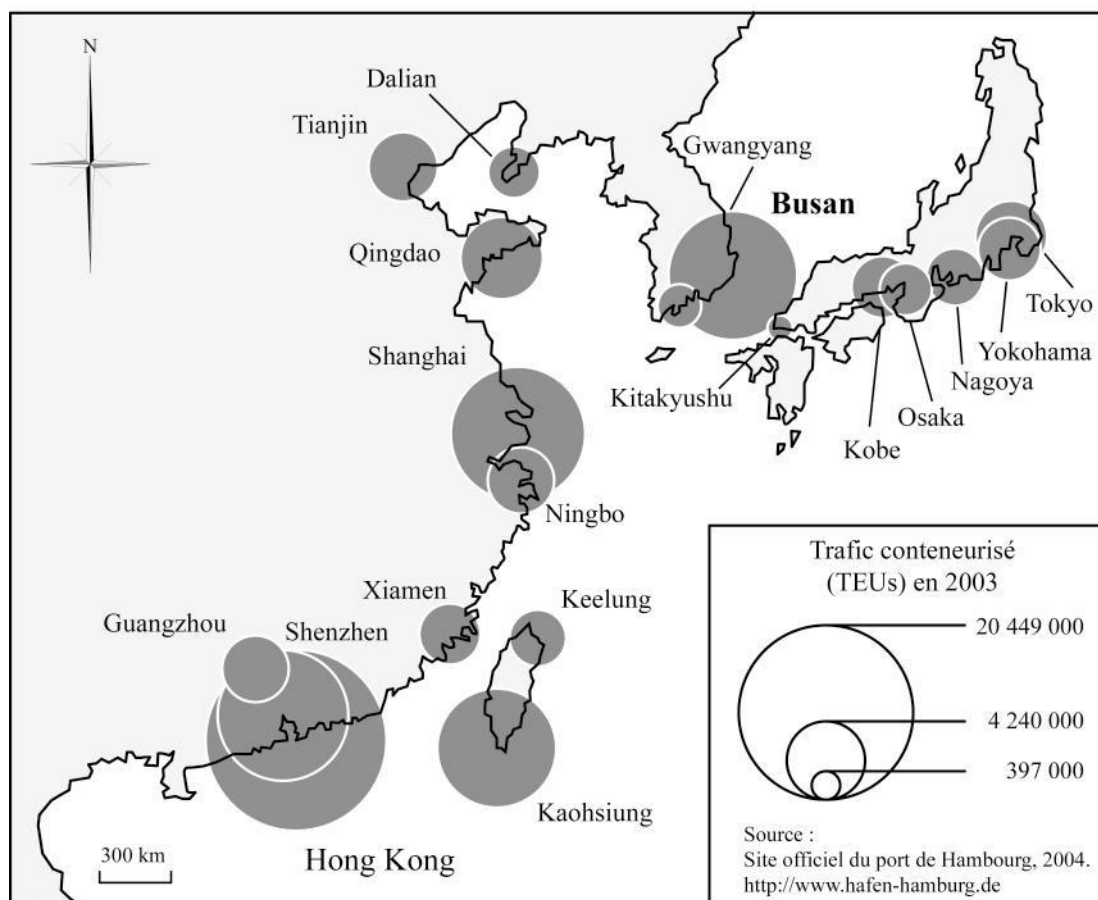 N
Dalian
Tianjin
Gwangyang
Busan
Qingdao
Tokyo
Shanghai
Yokohama
Nagoya
Kitakyushu
Osaka
Kobe
Ningbo
Xiamen
Keelung
Guangzhou
Shenzhen
Kaohsiung
Hong Kong
300 km
Trafic conteneurisé
(TEUs) en 2003
20 449 000
4 240 000
397 000
Source :
Site officiel du port de Hambourg, 2004.
http://www.hafen-hamburg.de